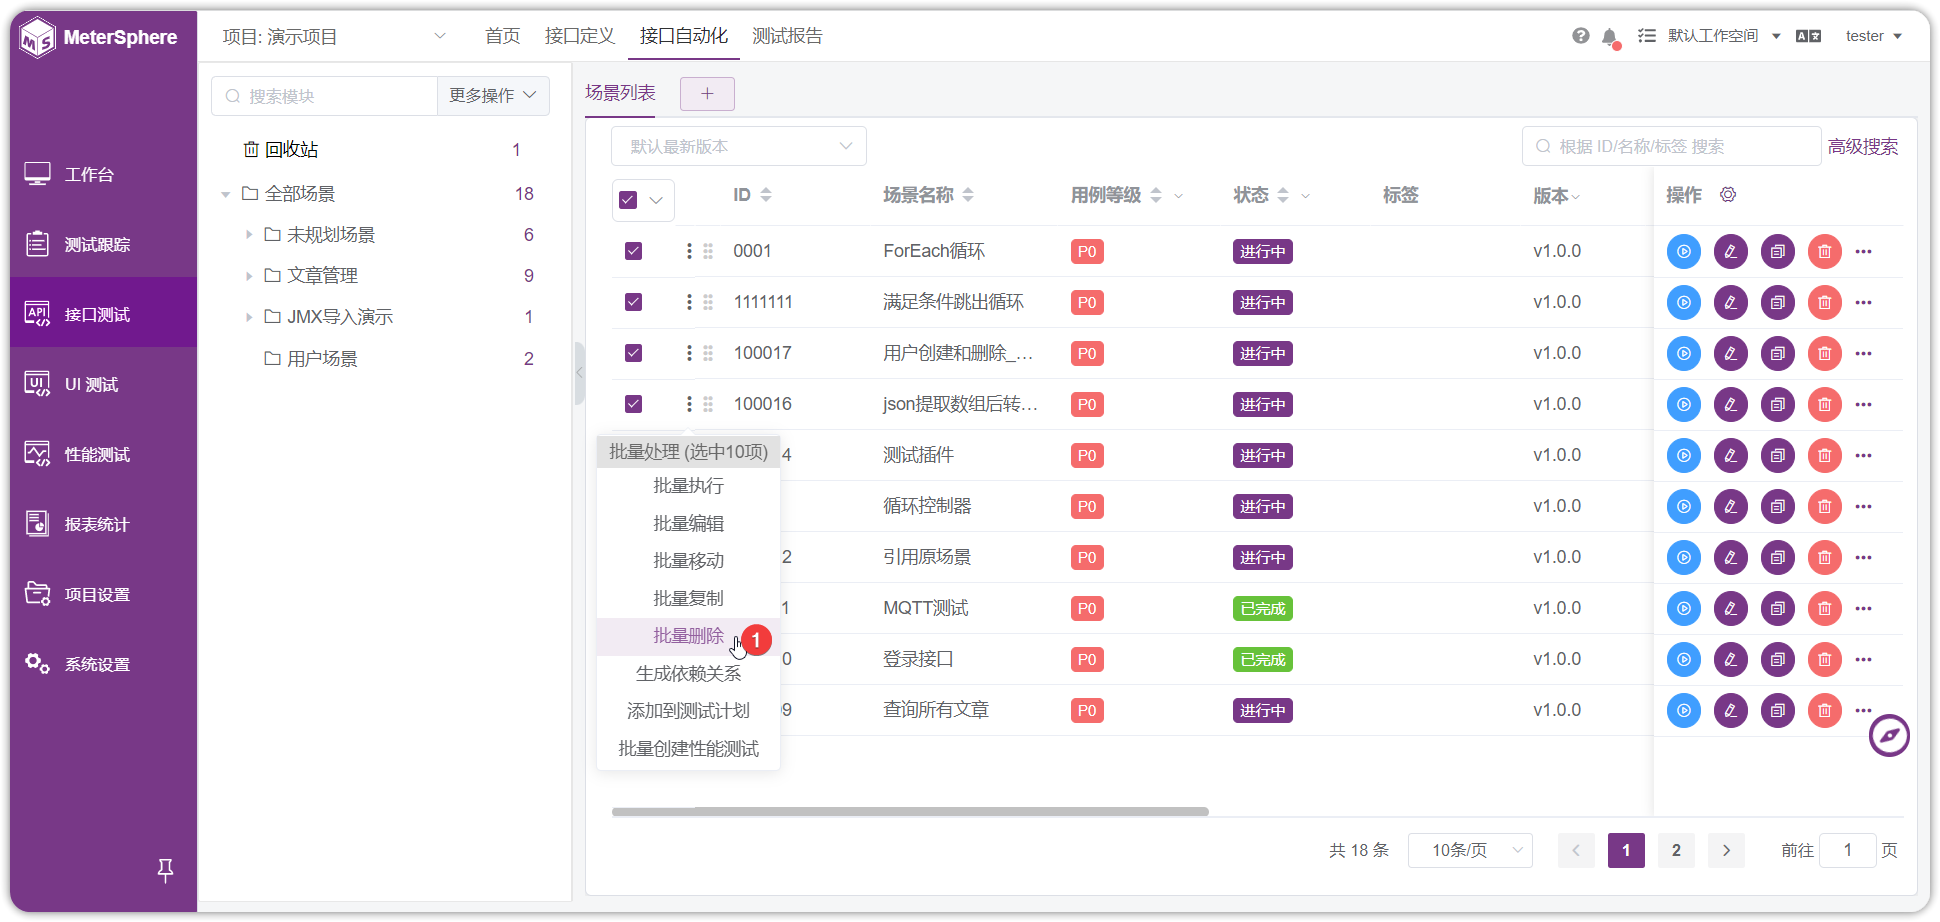 MeterSphere
项目: 演示项目
首页
接口定义
接口自动化
测试报告
默认工作空间
tester
工作台
测试跟踪
接口测试
UI 测试
性能测试
报表统计
项目设置
系统设置
搜索模块
更多操作
回收站 1
全部场景 18
未规划场景 6
文章管理 9
JMX导入演示 1
用户场景 2
场景列表
+
默认最新版本
根据 ID/名称/标签 搜索
高级搜索
ID 场景名称 用例等级 状态 标签 版本 操作
0001 ForEach循环 P0 进行中 v1.0.0
1111111 满足条件跳出循环 P0 进行中 v1.0.0
100017 用户创建和删除_... P0 进行中 v1.0.0
100016 json提取数组后转... P0 进行中 v1.0.0
4 测试插件 P0 进行中 v1.0.0
循环控制器 P0 进行中 v1.0.0
2 引用原场景 P0 进行中 v1.0.0
1 MQTT测试 P0 已完成 v1.0.0
0 登录接口 P0 已完成 v1.0.0
9 查询所有文章 P0 进行中 v1.0.0
批量处理 (选中10项)
批量执行
批量编辑
批量移动
批量复制
批量删除
1
生成依赖关系
添加到测试计划
批量创建性能测试
共 18 条
10条/页
1
2
前往 1 页